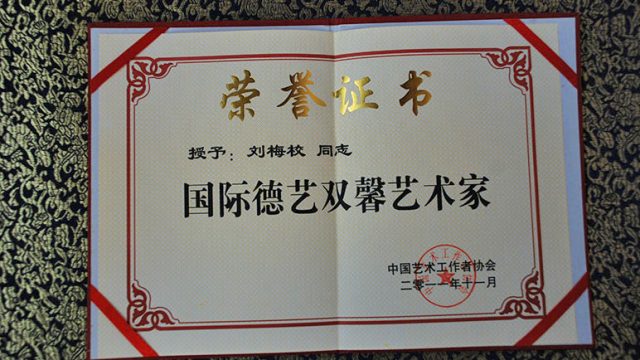 荣誉证书
授予：刘梅校 同志
国际德艺双馨艺术家
中国艺术工作者协会
二零一一年十一月